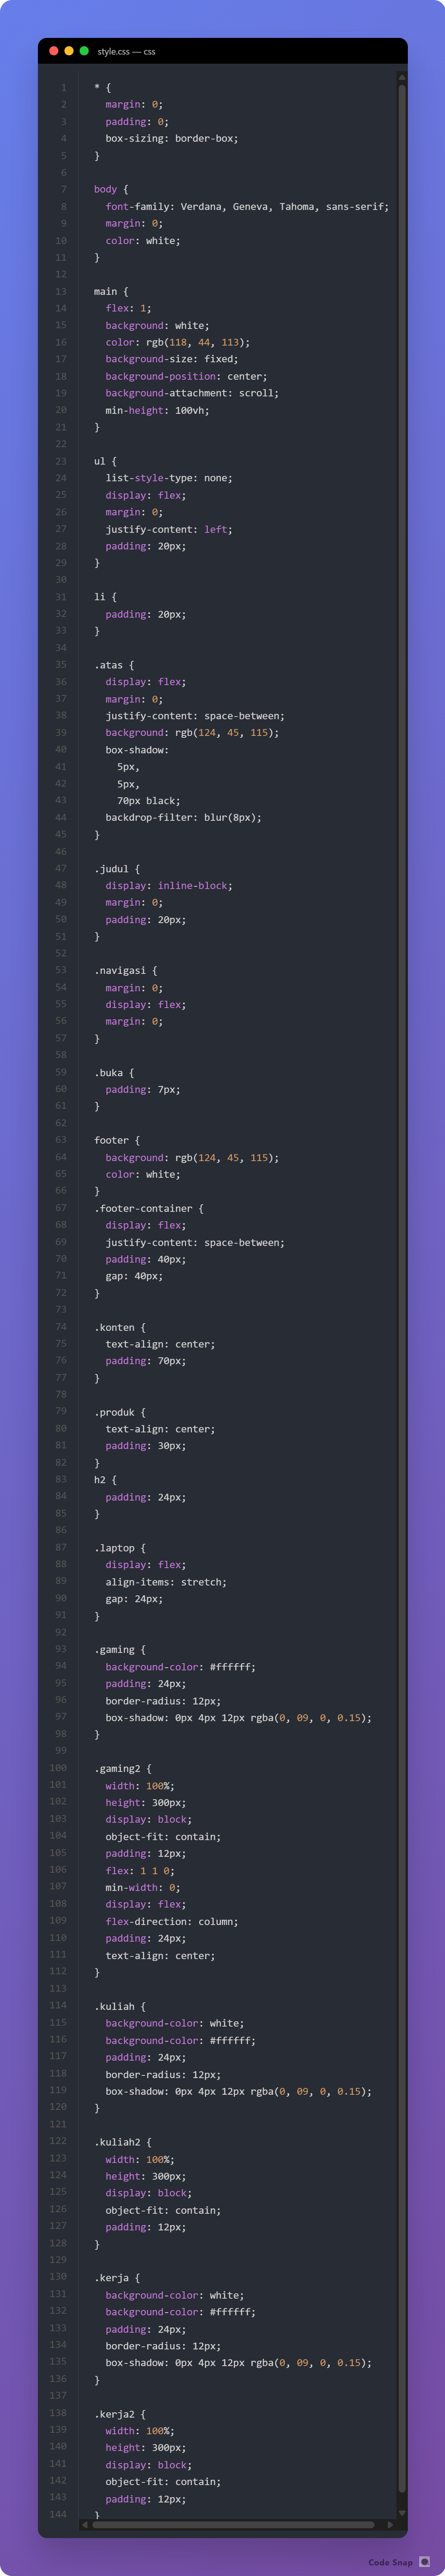 style.css — css
1 * {
2 margin: 0;
3 padding: 0;
4 box-sizing: border-box;
5 }
6
7 body {
8 font-family: Verdana, Geneva, Tahoma, sans-serif;
9 margin: 0;
10 color: white;
11 }
12
13 main {
14 flex: 1;
15 background: white;
16 color: rgb(118, 44, 113);
17 background-size: fixed;
18 background-position: center;
19 background-attachment: scroll;
20 min-height: 100vh;
21 }
22
23 ul {
24 list-style-type: none;
25 display: flex;
26 margin: 0;
27 justify-content: left;
28 padding: 20px;
29 }
30
31 li {
32 padding: 20px;
33 }
34
35 .atas {
36 display: flex;
37 margin: 0;
38 justify-content: space-between;
39 background: rgb(124, 45, 115);
40 box-shadow:
41 5px,
42 5px,
43 70px black;
44 backdrop-filter: blur(8px);
45 }
46
47 .judul {
48 display: inline-block;
49 margin: 0;
50 padding: 20px;
51 }
52
53 .navigasi {
54 margin: 0;
55 display: flex;
56 margin: 0;
57 }
58
59 .buka {
60 padding: 7px;
61 }
62
63 footer {
64 background: rgb(124, 45, 115);
65 color: white;
66 }
67 .footer-container {
68 display: flex;
69 justify-content: space-between;
70 padding: 40px;
71 gap: 40px;
72 }
73
74 .konten {
75 text-align: center;
76 padding: 70px;
77 }
78
79 .produk {
80 text-align: center;
81 padding: 30px;
82 }
83 h2 {
84 padding: 24px;
85 }
86
87 .laptop {
88 display: flex;
89 align-items: stretch;
90 gap: 24px;
91 }
92
93 .gaming {
94 background-color: #ffffff;
95 padding: 24px;
96 border-radius: 12px;
97 box-shadow: 0px 4px 12px rgba(0, 09, 0, 0.15);
98 }
99
100 .gaming2 {
101 width: 100%;
102 height: 300px;
103 display: block;
104 object-fit: contain;
105 padding: 12px;
106 flex: 1 1 0;
107 min-width: 0;
108 display: flex;
109 flex-direction: column;
110 padding: 24px;
111 text-align: center;
112 }
113
114 .kuliah {
115 background-color: white;
116 background-color: #ffffff;
117 padding: 24px;
118 border-radius: 12px;
119 box-shadow: 0px 4px 12px rgba(0, 09, 0, 0.15);
120 }
121
122 .kuliah2 {
123 width: 100%;
124 height: 300px;
125 display: block;
126 object-fit: contain;
127 padding: 12px;
128 }
129
130 .kerja {
131 background-color: white;
132 background-color: #ffffff;
133 padding: 24px;
134 border-radius: 12px;
135 box-shadow: 0px 4px 12px rgba(0, 09, 0, 0.15);
136 }
137
138 .kerja2 {
139 width: 100%;
140 height: 300px;
141 display: block;
142 object-fit: contain;
143 padding: 12px;
144 }
Code Snap